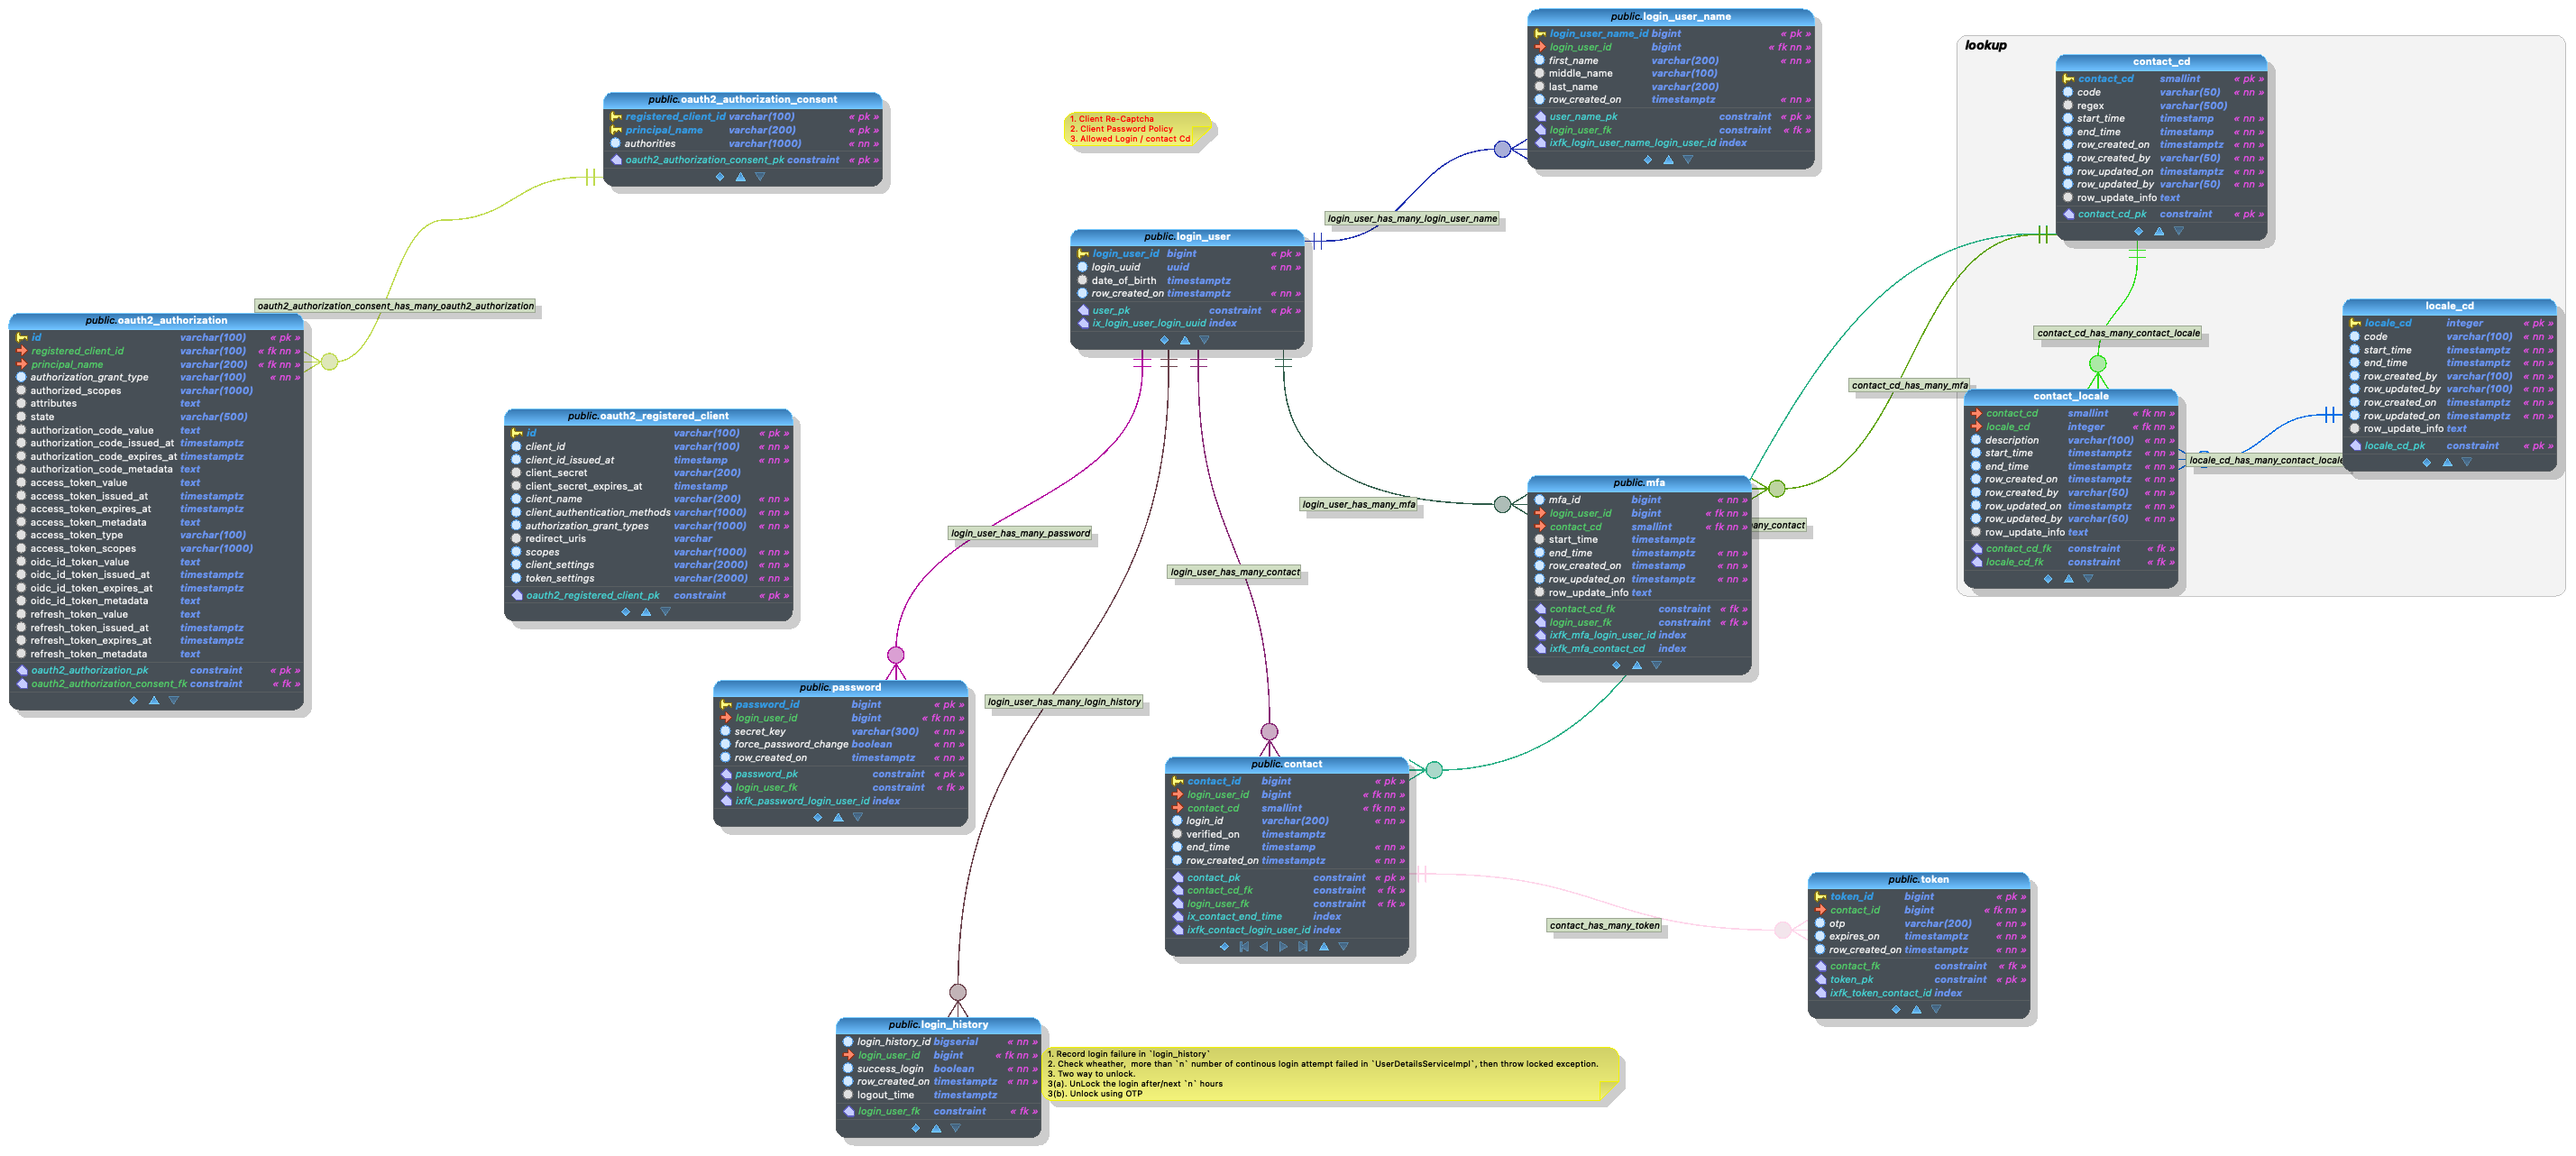 public.login_user_name
login_user_name_id bigint « pk »
login_user_id bigint « fk nn »
first_name varchar(200) « nn »
middle_name varchar(100)
last_name varchar(200)
row_created_on timestamptz « nn »
user_name_pk constraint « pk »
login_user_fk constraint « fk »
ixfk_login_user_name_login_user_id index
lookup
contact_cd
contact_cd smallint « pk »
code varchar(50) « nn »
regex varchar(500)
start_time timestamp « nn »
end_time timestamp « nn »
row_created_on timestamptz « nn »
row_created_by varchar(50) « nn »
row_updated_on timestamptz « nn »
row_updated_by varchar(50) « nn »
row_update_info text
contact_cd_pk constraint « pk »
public.oauth2_authorization_consent
registered_client_id varchar(100) « pk »
principal_name varchar(200) « pk »
authorities varchar(1000) « nn »
oauth2_authorization_consent_pk constraint « pk »
1. Client Re-Captcha
2. Client Password Policy
3. Allowed Login / contact Cd
login_user_has_many_login_user_name
public.login_user
login_user_id bigint « pk »
login_uuid uuid « nn »
date_of_birth timestamptz
row_created_on timestamptz « nn »
user_pk constraint « pk »
ix_login_user_login_uuid index
oauth2_authorization_consent_has_many_oauth2_authorization
public.oauth2_authorization
id varchar(100) « pk »
registered_client_id varchar(100) « fk nn »
principal_name varchar(200) « fk nn »
authorization_grant_type varchar(100) « nn »
authorized_scopes varchar(1000)
attributes text
state varchar(500)
authorization_code_value text
authorization_code_issued_at timestamptz
authorization_code_expires_at timestamptz
authorization_code_metadata text
access_token_value text
access_token_issued_at timestamptz
access_token_expires_at timestamptz
access_token_metadata text
access_token_type varchar(100)
access_token_scopes varchar(1000)
oidc_id_token_value text
oidc_id_token_issued_at timestamptz
oidc_id_token_expires_at timestamptz
oidc_id_token_metadata text
refresh_token_value text
refresh_token_issued_at timestamptz
refresh_token_expires_at timestamptz
refresh_token_metadata text
oauth2_authorization_pk constraint « pk »
oauth2_authorization_consent_fk constraint « fk »
contact_cd_has_many_contact_locale
locale_cd
locale_cd integer « pk »
code varchar(100) « nn »
start_time timestamptz « nn »
end_time timestamptz « nn »
row_created_by varchar(100) « nn »
row_updated_by varchar(100) « nn »
row_created_on timestamptz « nn »
row_updated_on timestamptz « nn »
row_update_info text
locale_cd_pk constraint « pk »
contact_cd_has_many_mfa
contact_locale
contact_cd smallint « fk nn »
locale_cd integer « fk nn »
description varchar(100) « nn »
start_time timestamptz « nn »
end_time timestamptz « nn »
row_created_on timestamptz « nn »
row_created_by varchar(50) « nn »
row_updated_on timestamptz « nn »
row_updated_by varchar(50) « nn »
row_update_info text
contact_cd_fk constraint « fk »
locale_cd_fk constraint « fk »
locale_cd_has_many_contact_locale
public.oauth2_registered_client
id varchar(100) « pk »
client_id varchar(100) « nn »
client_id_issued_at timestamp « nn »
client_secret varchar(200)
client_secret_expires_at timestamp
client_name varchar(200) « nn »
client_authentication_methods varchar(1000) « nn »
authorization_grant_types varchar(1000) « nn »
redirect_uris varchar
scopes varchar(1000) « nn »
client_settings varchar(2000) « nn »
token_settings varchar(2000) « nn »
oauth2_registered_client_pk constraint « pk »
login_user_has_many_mfa
public.mfa
mfa_id bigint « nn »
login_user_id bigint « fk nn »
contact_cd smallint « fk nn »
start_time timestamptz
end_time timestamptz « nn »
row_created_on timestamp « nn »
row_updated_on timestamptz « nn »
row_update_info text
contact_cd_fk constraint « fk »
login_user_fk constraint « fk »
ixfk_mfa_login_user_id index
ixfk_mfa_contact_cd index
many_contact
login_user_has_many_password
login_user_has_many_contact
public.password
password_id bigint « pk »
login_user_id bigint « fk nn »
secret_key varchar(300) « nn »
force_password_change boolean « nn »
row_created_on timestamptz « nn »
password_pk constraint « pk »
login_user_fk constraint « fk »
ixfk_password_login_user_id index
login_user_has_many_login_history
public.contact
contact_id bigint « pk »
login_user_id bigint « fk nn »
contact_cd smallint « fk nn »
login_id varchar(200) « nn »
verified_on timestamptz
end_time timestamp « nn »
row_created_on timestamptz « nn »
contact_pk constraint « pk »
contact_cd_fk constraint « fk »
login_user_fk constraint « fk »
ix_contact_end_time index
ixfk_contact_login_user_id index
contact_has_many_token
public.token
token_id bigint « pk »
contact_id bigint « fk nn »
otp varchar(200) « nn »
expires_on timestamptz « nn »
row_created_on timestamptz « nn »
contact_fk constraint « fk »
token_pk constraint « pk »
ixfk_token_contact_id index
public.login_history
login_history_id bigserial « nn »
login_user_id bigint « fk nn »
success_login boolean « nn »
row_created_on timestamptz « nn »
logout_time timestamptz
login_user_fk constraint « fk »
1. Record login failure in `login_history`
2. Check wheather, more than `n` number of continous login attempt failed in `UserDetailsServiceImpl`, then throw locked exception.
3. Two way to unlock.
3(a). UnLock the login after/next `n` hours
3(b). Unlock using OTP